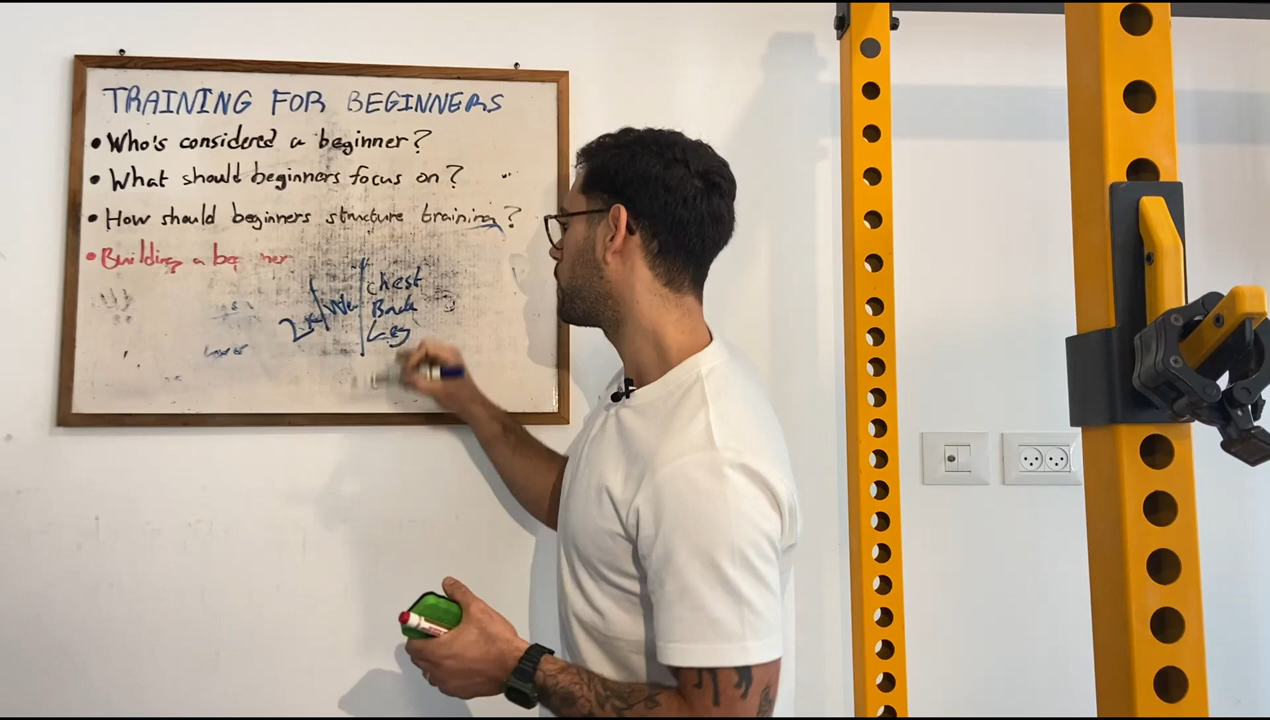 TRAINING FOR BEGINNERS
• Who's considered a beginner?
• What should beginners focus on?
• How should beginners structure training?
• Building a
Chest
Back
Leg